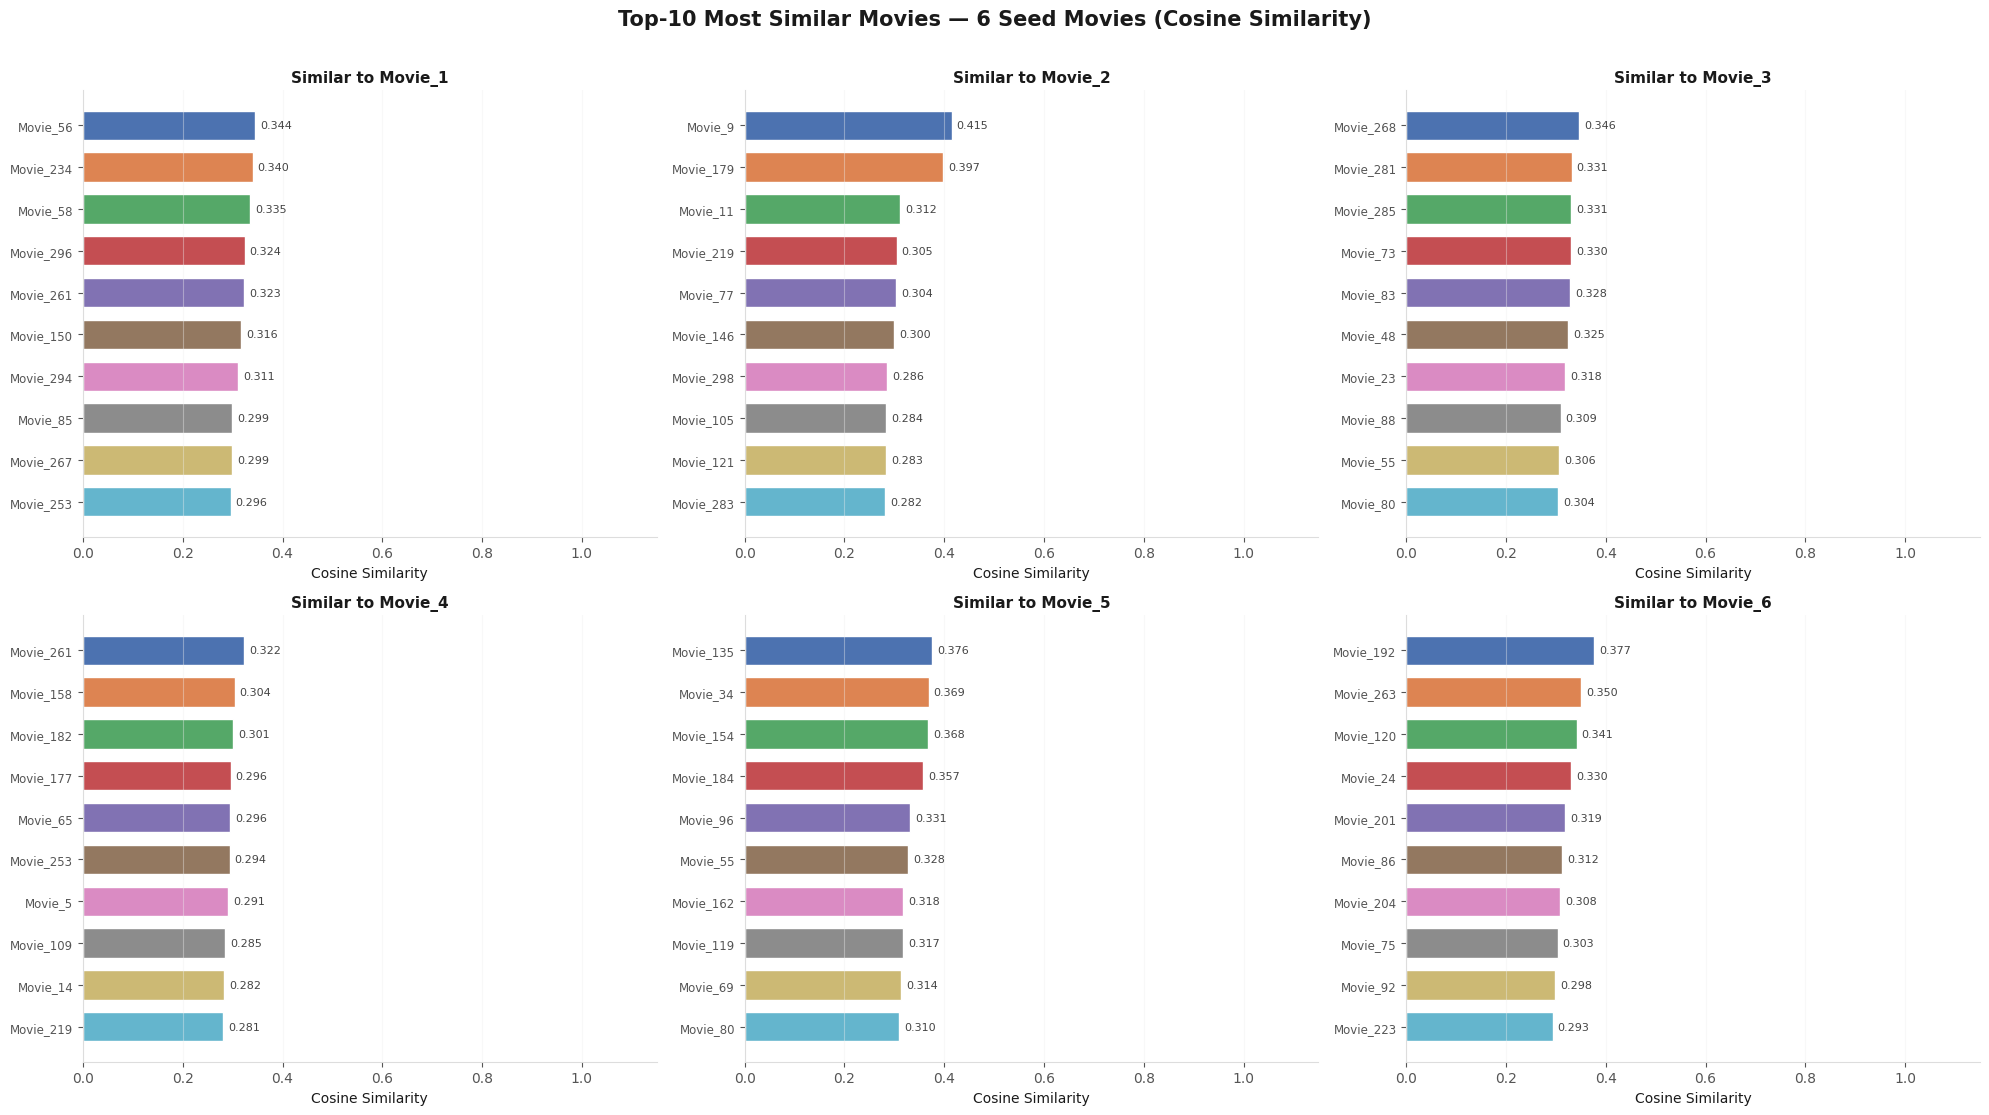 Top-10 Most Similar Movies — 6 Seed Movies (Cosine Similarity)
Similar to Movie_1
Movie_56 0.344
Movie_234 0.340
Movie_58 0.335
Movie_296 0.324
Movie_261 0.323
Movie_150 0.316
Movie_294 0.311
Movie_85 0.299
Movie_267 0.299
Movie_253 0.296
0.0 0.2 0.4 0.6 0.8 1.0
Cosine Similarity
Similar to Movie_2
Movie_9 0.415
Movie_179 0.397
Movie_11 0.312
Movie_219 0.305
Movie_77 0.304
Movie_146 0.300
Movie_298 0.286
Movie_105 0.284
Movie_121 0.283
Movie_283 0.282
0.0 0.2 0.4 0.6 0.8 1.0
Cosine Similarity
Similar to Movie_3
Movie_268 0.346
Movie_281 0.331
Movie_285 0.331
Movie_73 0.330
Movie_83 0.328
Movie_48 0.325
Movie_23 0.318
Movie_88 0.309
Movie_55 0.306
Movie_80 0.304
0.0 0.2 0.4 0.6 0.8 1.0
Cosine Similarity
Similar to Movie_4
Movie_261 0.322
Movie_158 0.304
Movie_182 0.301
Movie_177 0.296
Movie_65 0.296
Movie_253 0.294
Movie_5 0.291
Movie_109 0.285
Movie_14 0.282
Movie_219 0.281
0.0 0.2 0.4 0.6 0.8 1.0
Cosine Similarity
Similar to Movie_5
Movie_135 0.376
Movie_34 0.369
Movie_154 0.368
Movie_184 0.357
Movie_96 0.331
Movie_55 0.328
Movie_162 0.318
Movie_119 0.317
Movie_69 0.314
Movie_80 0.310
0.0 0.2 0.4 0.6 0.8 1.0
Cosine Similarity
Similar to Movie_6
Movie_192 0.377
Movie_263 0.350
Movie_120 0.341
Movie_24 0.330
Movie_201 0.319
Movie_86 0.312
Movie_204 0.308
Movie_75 0.303
Movie_92 0.298
Movie_223 0.293
0.0 0.2 0.4 0.6 0.8 1.0
Cosine Similarity